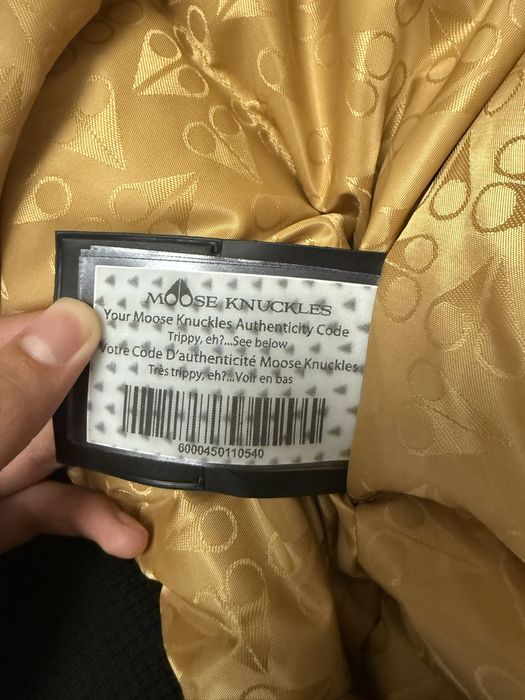 MOOSE KNUCKLES
Your Moose Knuckles Authenticity Code
Trippy, eh?...See below
Votre Code D'authenticité Moose Knuckles
Très trippy, eh?...Voir en bas
6000450110540